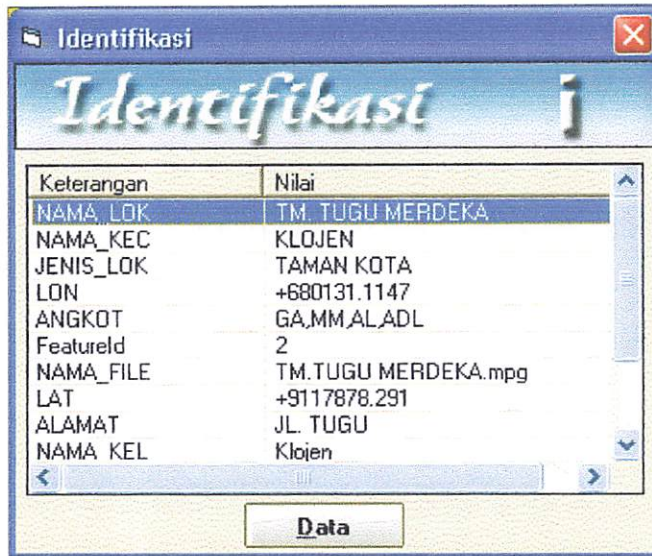 Identifikasi
Identifikasi i
Keterangan Nilai
NAMA_LOK TM. TUGU MERDEKA
NAMA_KEC KLOJEN
JENIS_LOK TAMAN KOTA
LON +680131.1147
ANGKOT GA,MM,AL,ADL
FeatureId 2
NAMA_FILE TM.TUGU MERDEKA.mpg
LAT +9117878.291
ALAMAT JL. TUGU
NAMA_KEL Klojen
Data